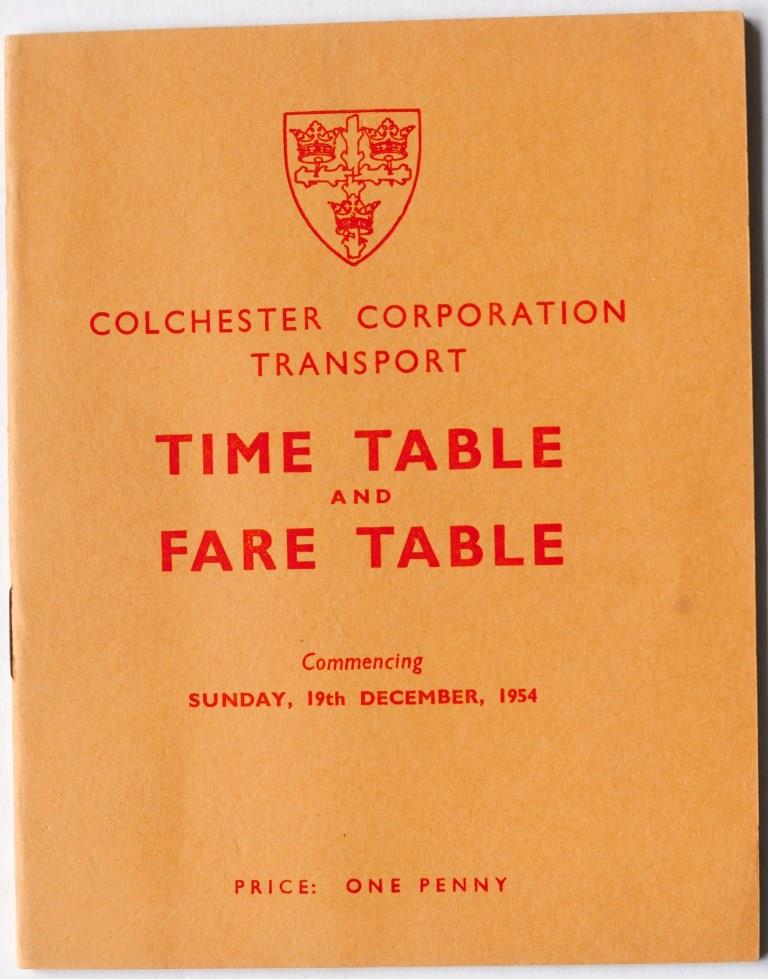 COLCHESTER CORPORATION
TRANSPORT
TIME TABLE
AND
FARE TABLE
Commencing
SUNDAY, 19th DECEMBER, 1954
PRICE: ONE PENNY